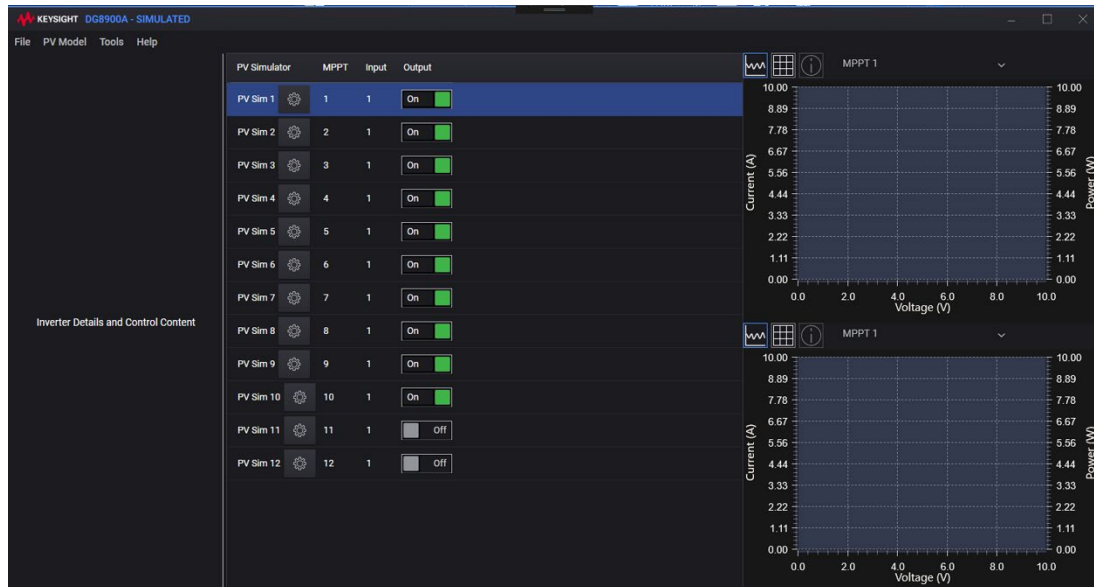 KEYSIGHT DG8900A - SIMULATED
File PV Model Tools Help
Inverter Details and Control Content
PV Simulator MPPT Input Output
PV Sim 1 1 1 On
PV Sim 2 2 1 On
PV Sim 3 3 1 On
PV Sim 4 4 1 On
PV Sim 5 5 1 On
PV Sim 6 6 1 On
PV Sim 7 7 1 On
PV Sim 8 8 1 On
PV Sim 9 9 1 On
PV Sim 10 10 1 On
PV Sim 11 11 1 Off
PV Sim 12 12 1 Off
MPPT 1
10.00 10.00
8.89 8.89
7.78 7.78
6.67 6.67
5.56 5.56
4.44 4.44
3.33 3.33
2.22 2.22
1.11 1.11
0.00 0.00
Current (A)
Power (W)
0.0 2.0 4.0 6.0 8.0 10.0
Voltage (V)
MPPT 1
10.00 10.00
8.89 8.89
7.78 7.78
6.67 6.67
5.56 5.56
4.44 4.44
3.33 3.33
2.22 2.22
1.11 1.11
0.00 0.00
Current (A)
Power (W)
0.0 2.0 4.0 6.0 8.0 10.0
Voltage (V)